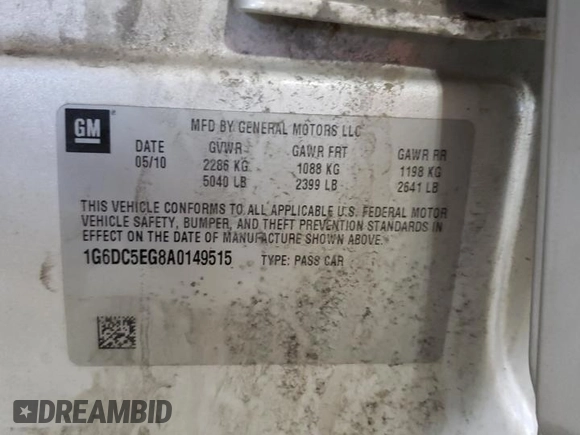 GM
MFD BY GENERAL MOTORS LLC
DATE GVWR GAWR FRT GAWR RR
05/10 2286 KG 1088 KG 1198 KG
5040 LB 2399 LB 2641 LB
THIS VEHICLE CONFORMS TO ALL APPLICABLE U.S. FEDERAL MOTOR
VEHICLE SAFETY, BUMPER, AND THEFT PREVENTION STANDARDS IN
EFFECT ON THE DATE OF MANUFACTURE SHOWN ABOVE.
1G6DC5EG8A0149515 TYPE: PASS CAR
DREAMBID